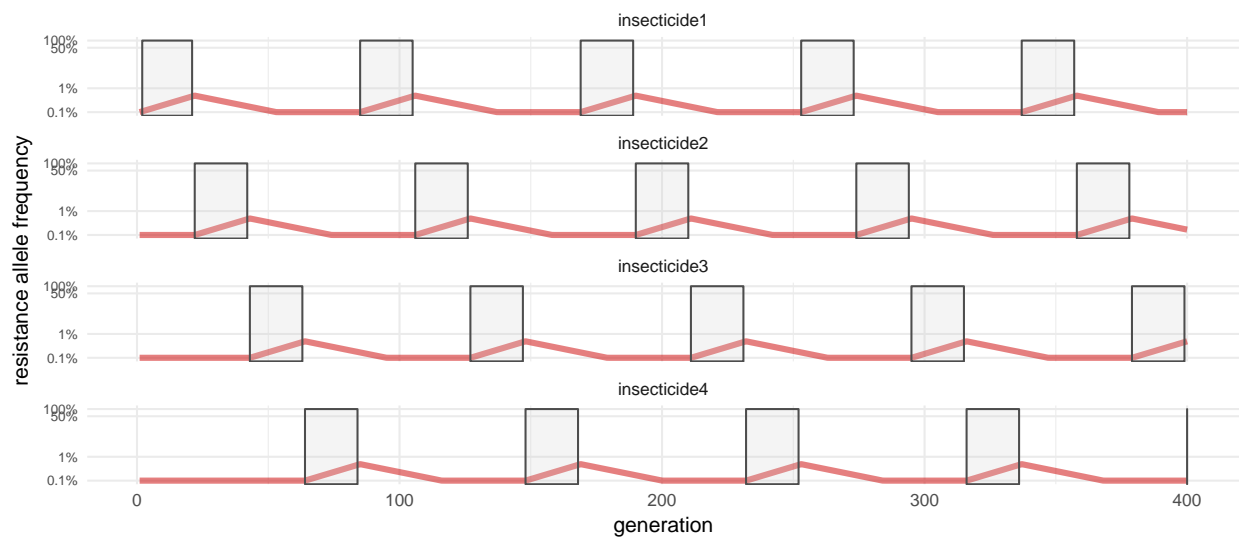 insecticide1
100%
50%
1%
0.1%
insecticide2
100%
50%
1%
0.1%
insecticide3
100%
50%
1%
0.1%
insecticide4
100%
50%
1%
0.1%
0 100 200 300 400
generation
resistance allele frequency